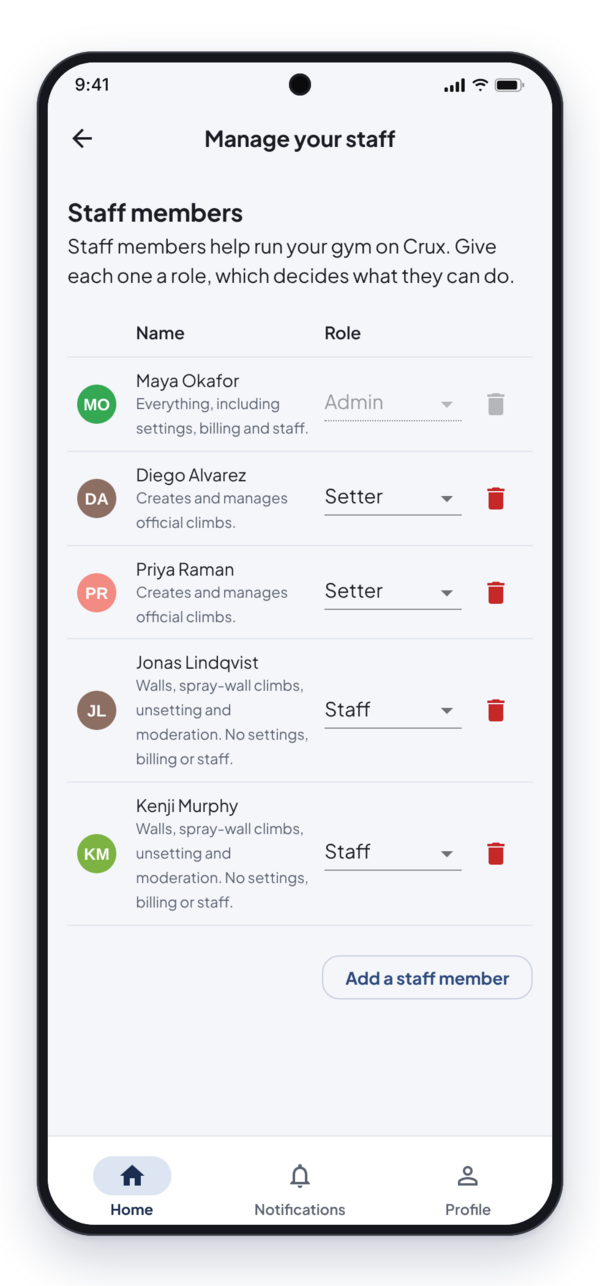 9:41
Manage your staff
Staff members
Staff members help run your gym on Crux. Give
each one a role, which decides what they can do.
Name Role
MO
Maya Okafor
Everything, including
settings, billing and staff.
Admin
DA
Diego Alvarez
Creates and manages
official climbs.
Setter
PR
Priya Raman
Creates and manages
official climbs.
Setter
JL
Jonas Lindqvist
Walls, spray-wall climbs,
unsetting and
moderation. No settings,
billing or staff.
Staff
KM
Kenji Murphy
Walls, spray-wall climbs,
unsetting and
moderation. No settings,
billing or staff.
Staff
Add a staff member
Home Notifications Profile